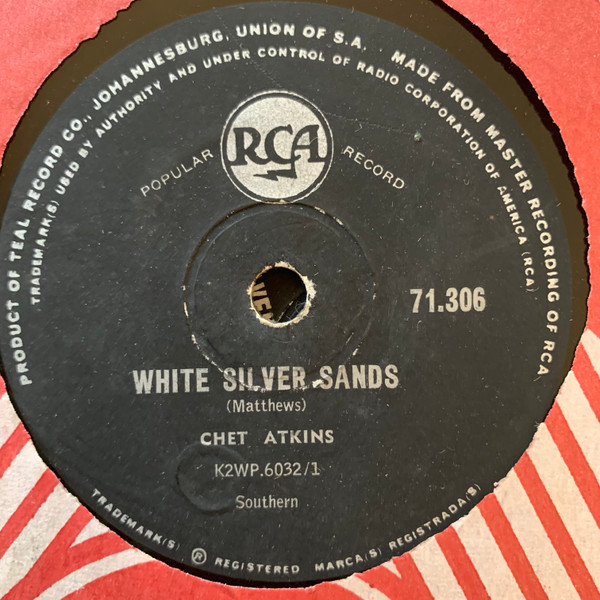 PRODUCT OF TEAL RECORD CO., JOHANNESBURG, UNION OF S.A. . MADE FROM MASTER RECORDING OF RCA
TRADEMARK(S) USED BY AUTHORITY AND UNDER CONTROL OF RADIO CORPORATION OF AMERICA (RCA)
RCA
POPULAR RECORD
71.306
WHITE SILVER SANDS
(Matthews)
CHET ATKINS
K2WP.6032/1
Southern
TRADEMARK(S) ® REGISTERED MARCA(S) REGISTRADA(S)